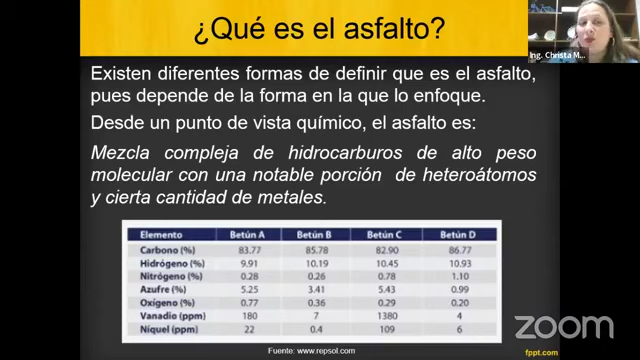 ¿Qué es el asfalto?
Ing. Christa M...
Existen diferentes formas de definir que es el asfalto,
pues depende de la forma en la que lo enfoque.
Desde un punto de vista químico, el asfalto es:
Mezcla compleja de hidrocarburos de alto peso
molecular con una notable porción de heteroátomos
y cierta cantidad de metales.
Elemento Betún A Betún B Betún C Betún D
Carbono (%) 83.77 85.78 82.90 86.77
Hidrógeno (%) 9.91 10.19 10.45 10.93
Nitrógeno (%) 0.28 0.26 0.78 1.10
Azufre (%) 5.25 3.41 5.43 0.99
Oxígeno (%) 0.77 0.36 0.29 0.20
Vanadio (ppm) 180 7 1380 4
Níquel (ppm) 22 0.4 109 6
Fuente: www.repsol.com
zoom
fppt.com